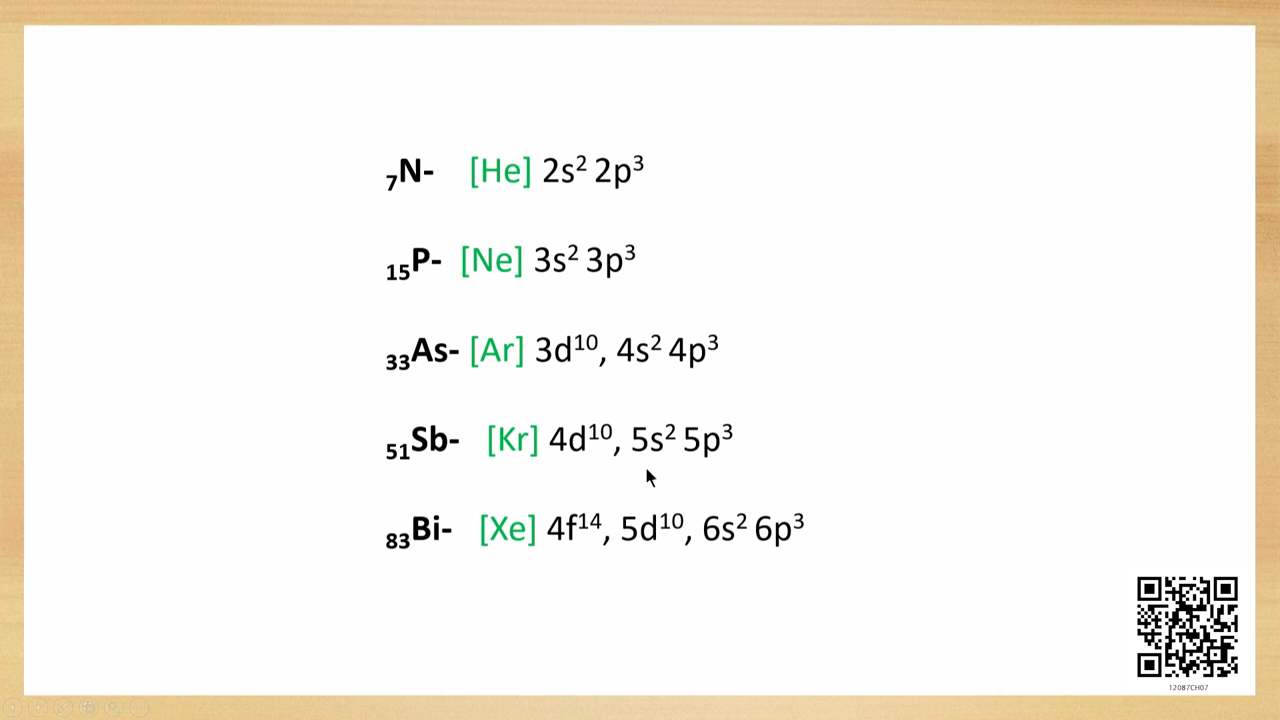 ₇N- [He] 2s² 2p³
₁₅P- [Ne] 3s² 3p³
₃₃As- [Ar] 3d¹⁰, 4s² 4p³
₅₁Sb- [Kr] 4d¹⁰, 5s² 5p³
₈₃Bi- [Xe] 4f¹⁴, 5d¹⁰, 6s² 6p³
12087CH07